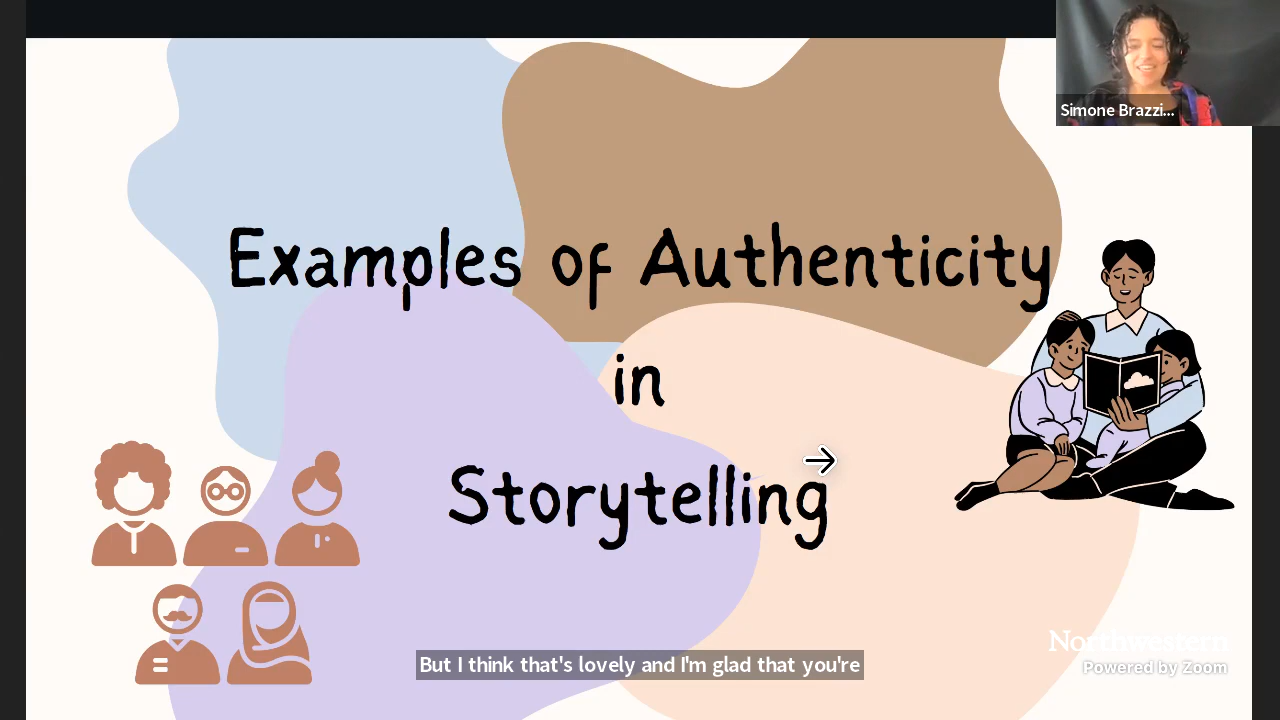 Simone Brazzi...
Examples of Authenticity
in
Storytelling
Northwestern
Powered by Zoom
But I think that's lovely and I'm glad that you're